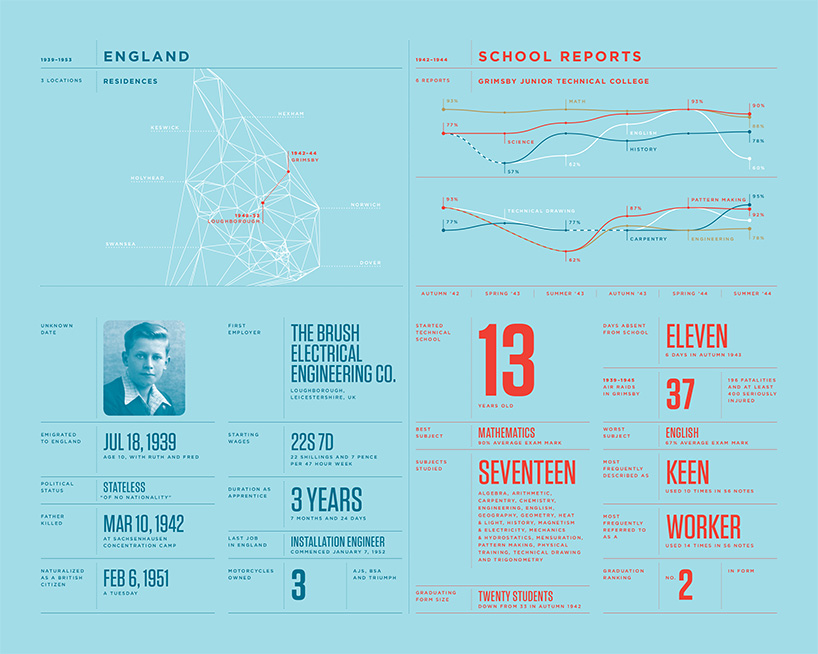 1939–1953
ENGLAND
3 LOCATIONS
RESIDENCES
HEXHAM
KESWICK
1943–44
GRIMSBY
HOLYHEAD
NORWICH
1949–52
LOUGHBOROUGH
SWANSEA
DOVER
UNKNOWN
DATE
FIRST
EMPLOYER
THE BRUSH
ELECTRICAL
ENGINEERING CO.
LOUGHBOROUGH,
LEICESTERSHIRE, UK
EMIGRATED
TO ENGLAND
JUL 18, 1939
AGE 10, WITH RUTH AND FRED
STARTING
WAGES
22S 7D
22 SHILLINGS AND 7 PENCE
PER 47 HOUR WEEK
POLITICAL
STATUS
STATELESS
"OF NO NATIONALITY"
DURATION AS
APPRENTICE
3 YEARS
7 MONTHS AND 24 DAYS
FATHER
KILLED
MAR 10, 1942
AT SACHSENHAUSEN
CONCENTRATION CAMP
LAST JOB
IN ENGLAND
INSTALLATION ENGINEER
COMMENCED JANUARY 7, 1952
NATURALIZED
AS A BRITISH
CITIZEN
FEB 6, 1951
A TUESDAY
MOTORCYCLES
OWNED
3
AJS, BSA
AND TRIUMPH
1942–1944
SCHOOL REPORTS
6 REPORTS
GRIMSBY JUNIOR TECHNICAL COLLEGE
93%
MATH
93%
90%
77%
SCIENCE
ENGLISH
HISTORY
78%
57%
93%
TECHNICAL DRAWING
77%
87%
PATTERN MAKING
95%
92%
77%
CARPENTRY
ENGINEERING
78%
62%
AUTUMN '42
SPRING '43
SUMMER '43
AUTUMN '43
SPRING '44
SUMMER '44
STARTED
TECHNICAL
SCHOOL
13
YEARS OLD
DAYS ABSENT
FROM SCHOOL
ELEVEN
6 DAYS IN AUTUMN 1943
1939–1945
AIR RAIDS
IN GRIMSBY
37
196 FATALITIES
AND AT LEAST
400 SERIOUSLY
INJURED
BEST
SUBJECT
MATHEMATICS
90% AVERAGE EXAM MARK
WORST
SUBJECT
ENGLISH
67% AVERAGE EXAM MARK
SUBJECTS
STUDIED
SEVENTEEN
ALGEBRA, ARITHMETIC,
CARPENTRY, CHEMISTRY,
ENGINEERING, ENGLISH,
GEOGRAPHY, GEOMETRY, HEAT
& LIGHT, HISTORY, MAGNETISM
& ELECTRICITY, MECHANICS
& HYDROSTATICS, MENSURATION,
PATTERN MAKING, PHYSICAL
TRAINING, TECHNICAL DRAWING
AND TRIGONOMETRY
MOST
FREQUENTLY
DESCRIBED AS
KEEN
USED 10 TIMES IN 56 NOTES
MOST
FREQUENTLY
REFERRED TO
AS A
WORKER
USED 14 TIMES IN 56 NOTES
GRADUATING
FORM SIZE
TWENTY STUDENTS
DOWN FROM 33 IN AUTUMN 1942
GRADUATION
RANKING
NO. 2
IN FORM